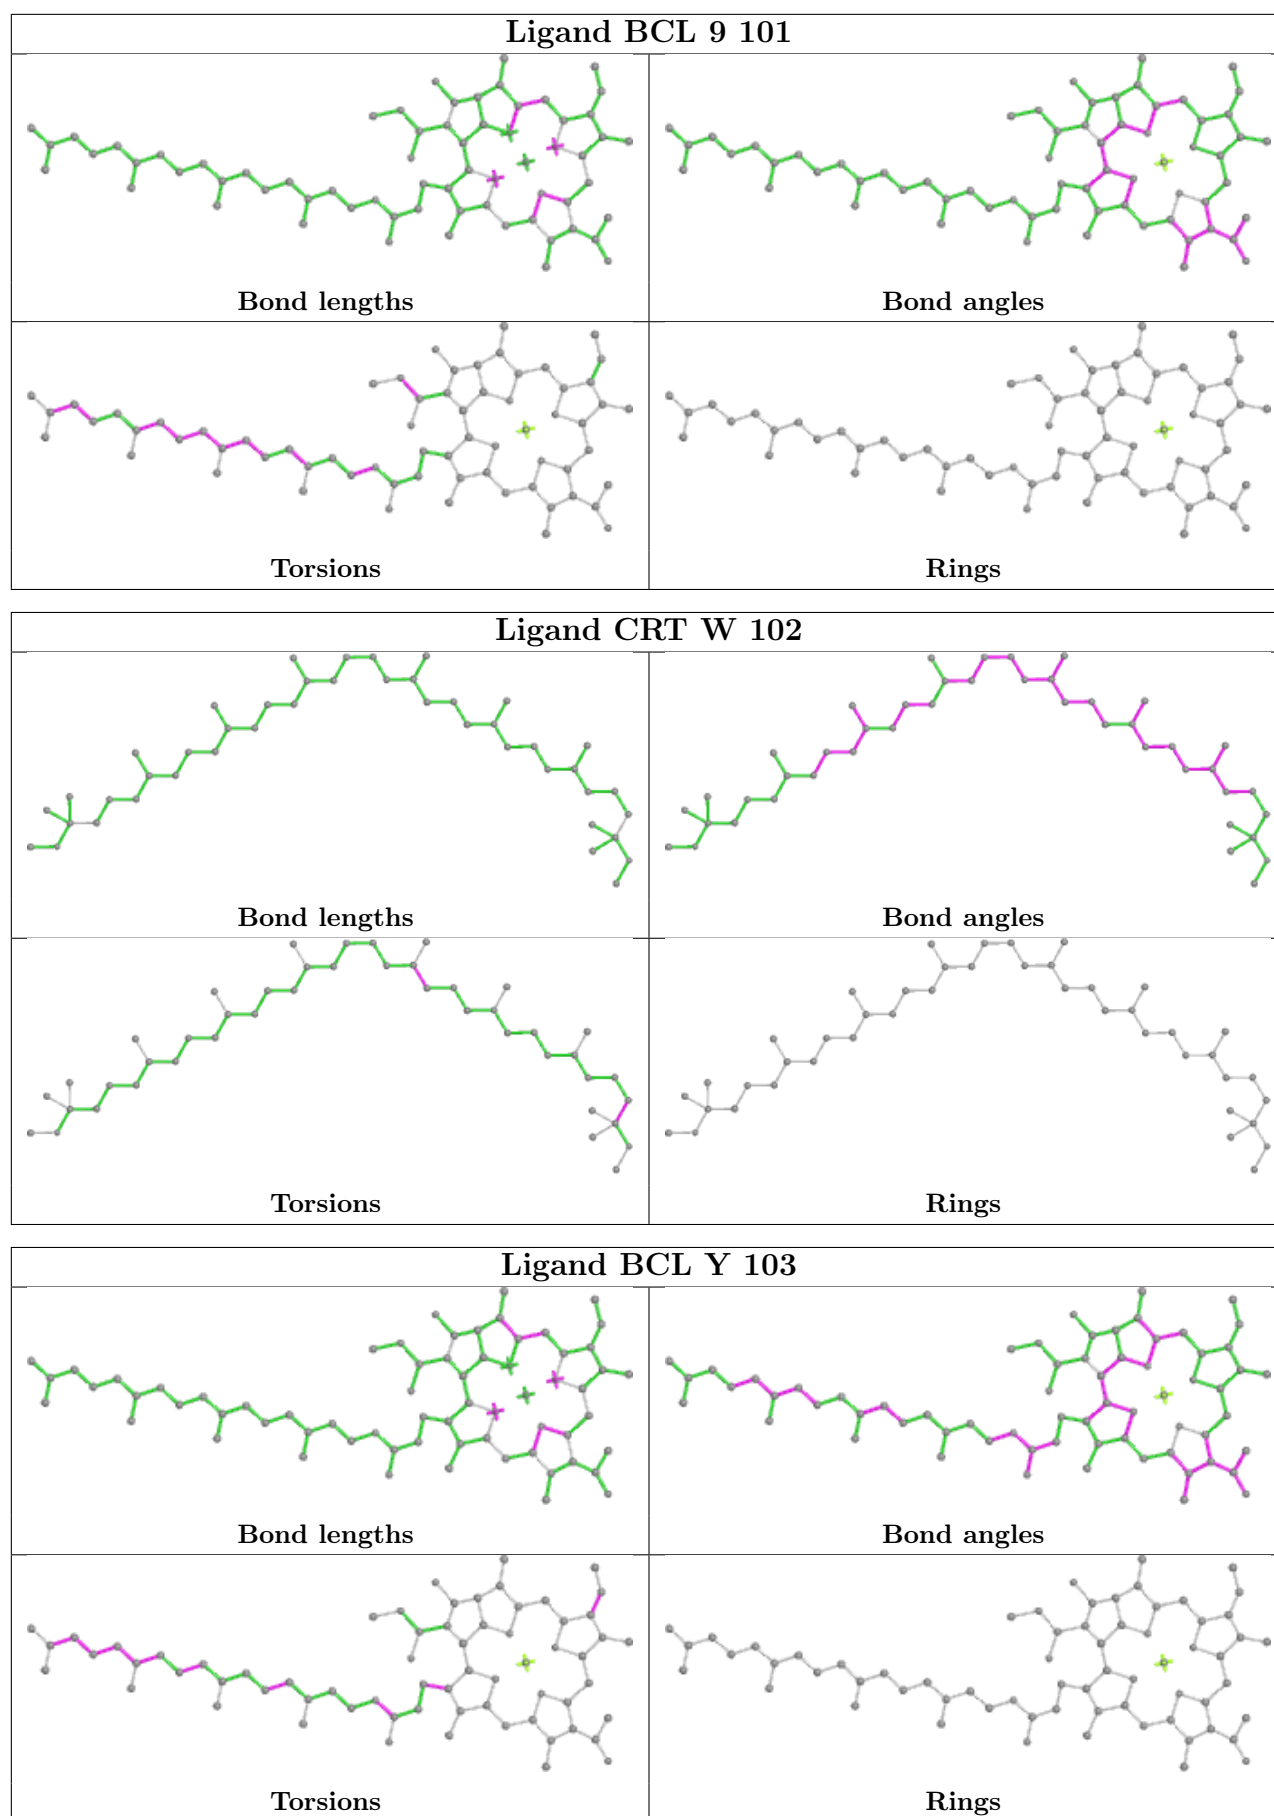 Ligand BCL 9 101
Bond lengths
Bond angles
Torsions
Rings
Ligand CRT W 102
Bond lengths
Bond angles
Torsions
Rings
Ligand BCL Y 103
Bond lengths
Bond angles
Torsions
Rings